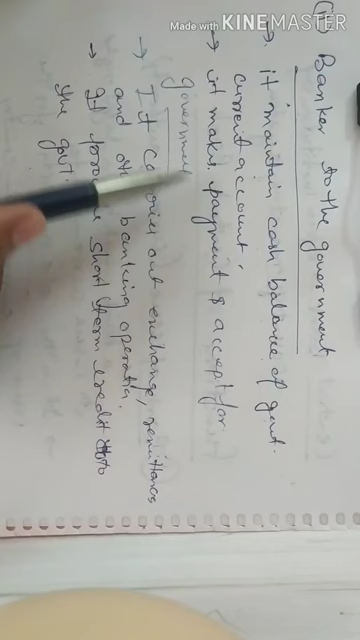 Made with KINEMASTER
(ii) Banker to the government
→ it maintain cash balance of govt.
current account,
→ it makes payment & accept for
government
→ It carries out exchange, remittances
and other banking operation.
→ It provide short term credit to
the govt.